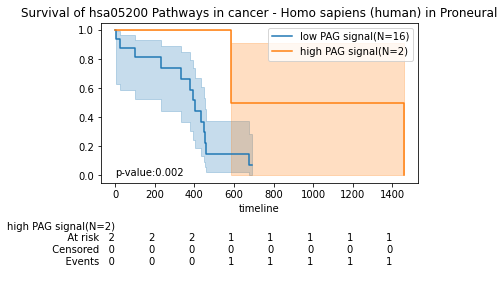 Survival of hsa05200 Pathways in cancer - Homo sapiens (human) in Proneural
low PAG signal(N=16)
high PAG signal(N=2)
1.0
0.8
0.6
0.4
0.2
0.0
p-value:0.002
0 200 400 600 800 1000 1200 1400
timeline
high PAG signal(N=2)
At risk 2 2 2 1 1 1 1 1
Censored 0 0 0 0 0 0 0 0
Events 0 0 0 1 1 1 1 1